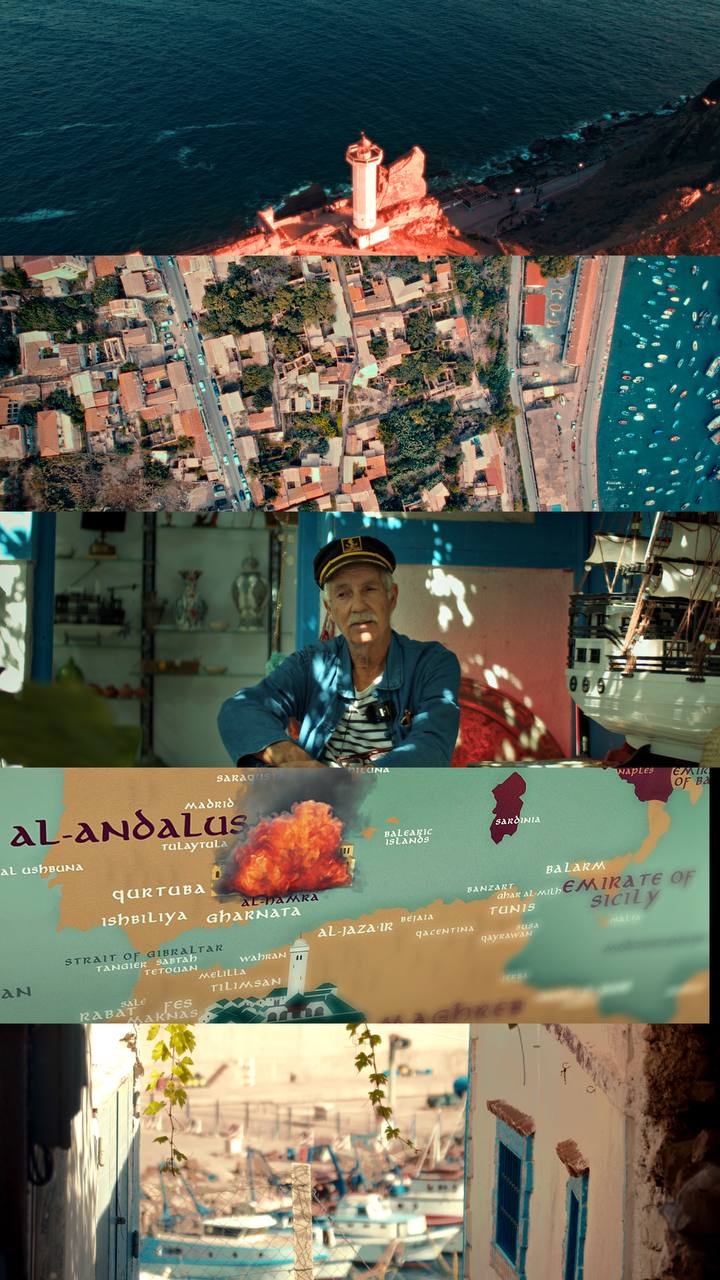 SARAGUS
MADRID
AL-ANDALUS
TULAYTULA
AL USHBUNA
QURTUBA
ISHBILIYA
GHARNATA
AL-HAMRA
BALEARIC
ISLANDS
SARDINIA
NAPLES
BALARM
EMIRATE OF
SICILY
BANZART
TUNIS
SUSA
QAYRAWAN
AL-JAZA·IR
BEJAIA
QACENTINA
STRAIT OF GIBRALTAR
TANGIER
SABTAH
TETOUAN
WAHRAN
MELILLA
TILIMSAN
SALE
RABAT
FES
MAKNAS
MAGHREB